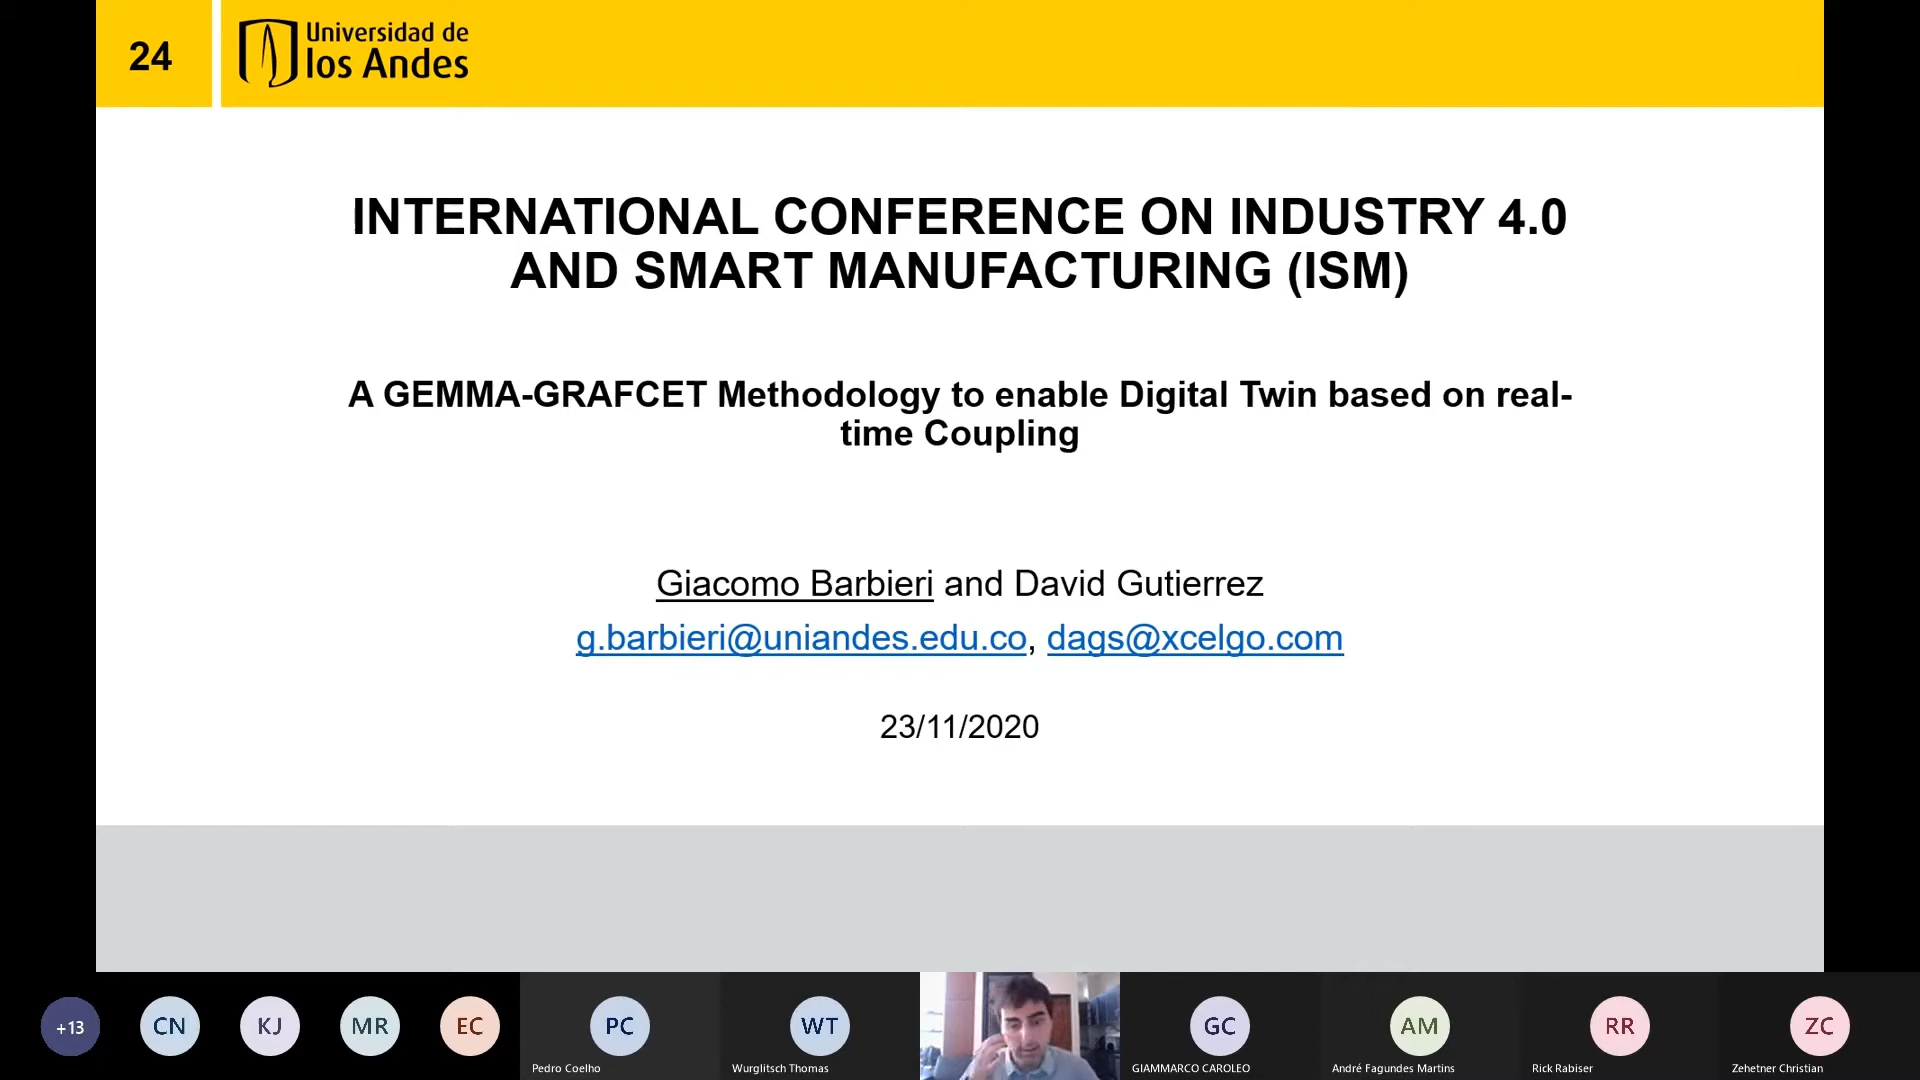 24
Universidad de
los Andes
INTERNATIONAL CONFERENCE ON INDUSTRY 4.0
AND SMART MANUFACTURING (ISM)
A GEMMA-GRAFCET Methodology to enable Digital Twin based on real-
time Coupling
Giacomo Barbieri and David Gutierrez
g.barbieri@uniandes.edu.co, dags@xcelgo.com
23/11/2020
+13
CN
KJ
MR
EC
PC
WT
GC
AM
RR
ZC
Pedro Coelho
Wurglitsch Thomas
GIAMMARCO CAROLEO
André Fagundes Martins
Rick Rabiser
Zehetner Christian